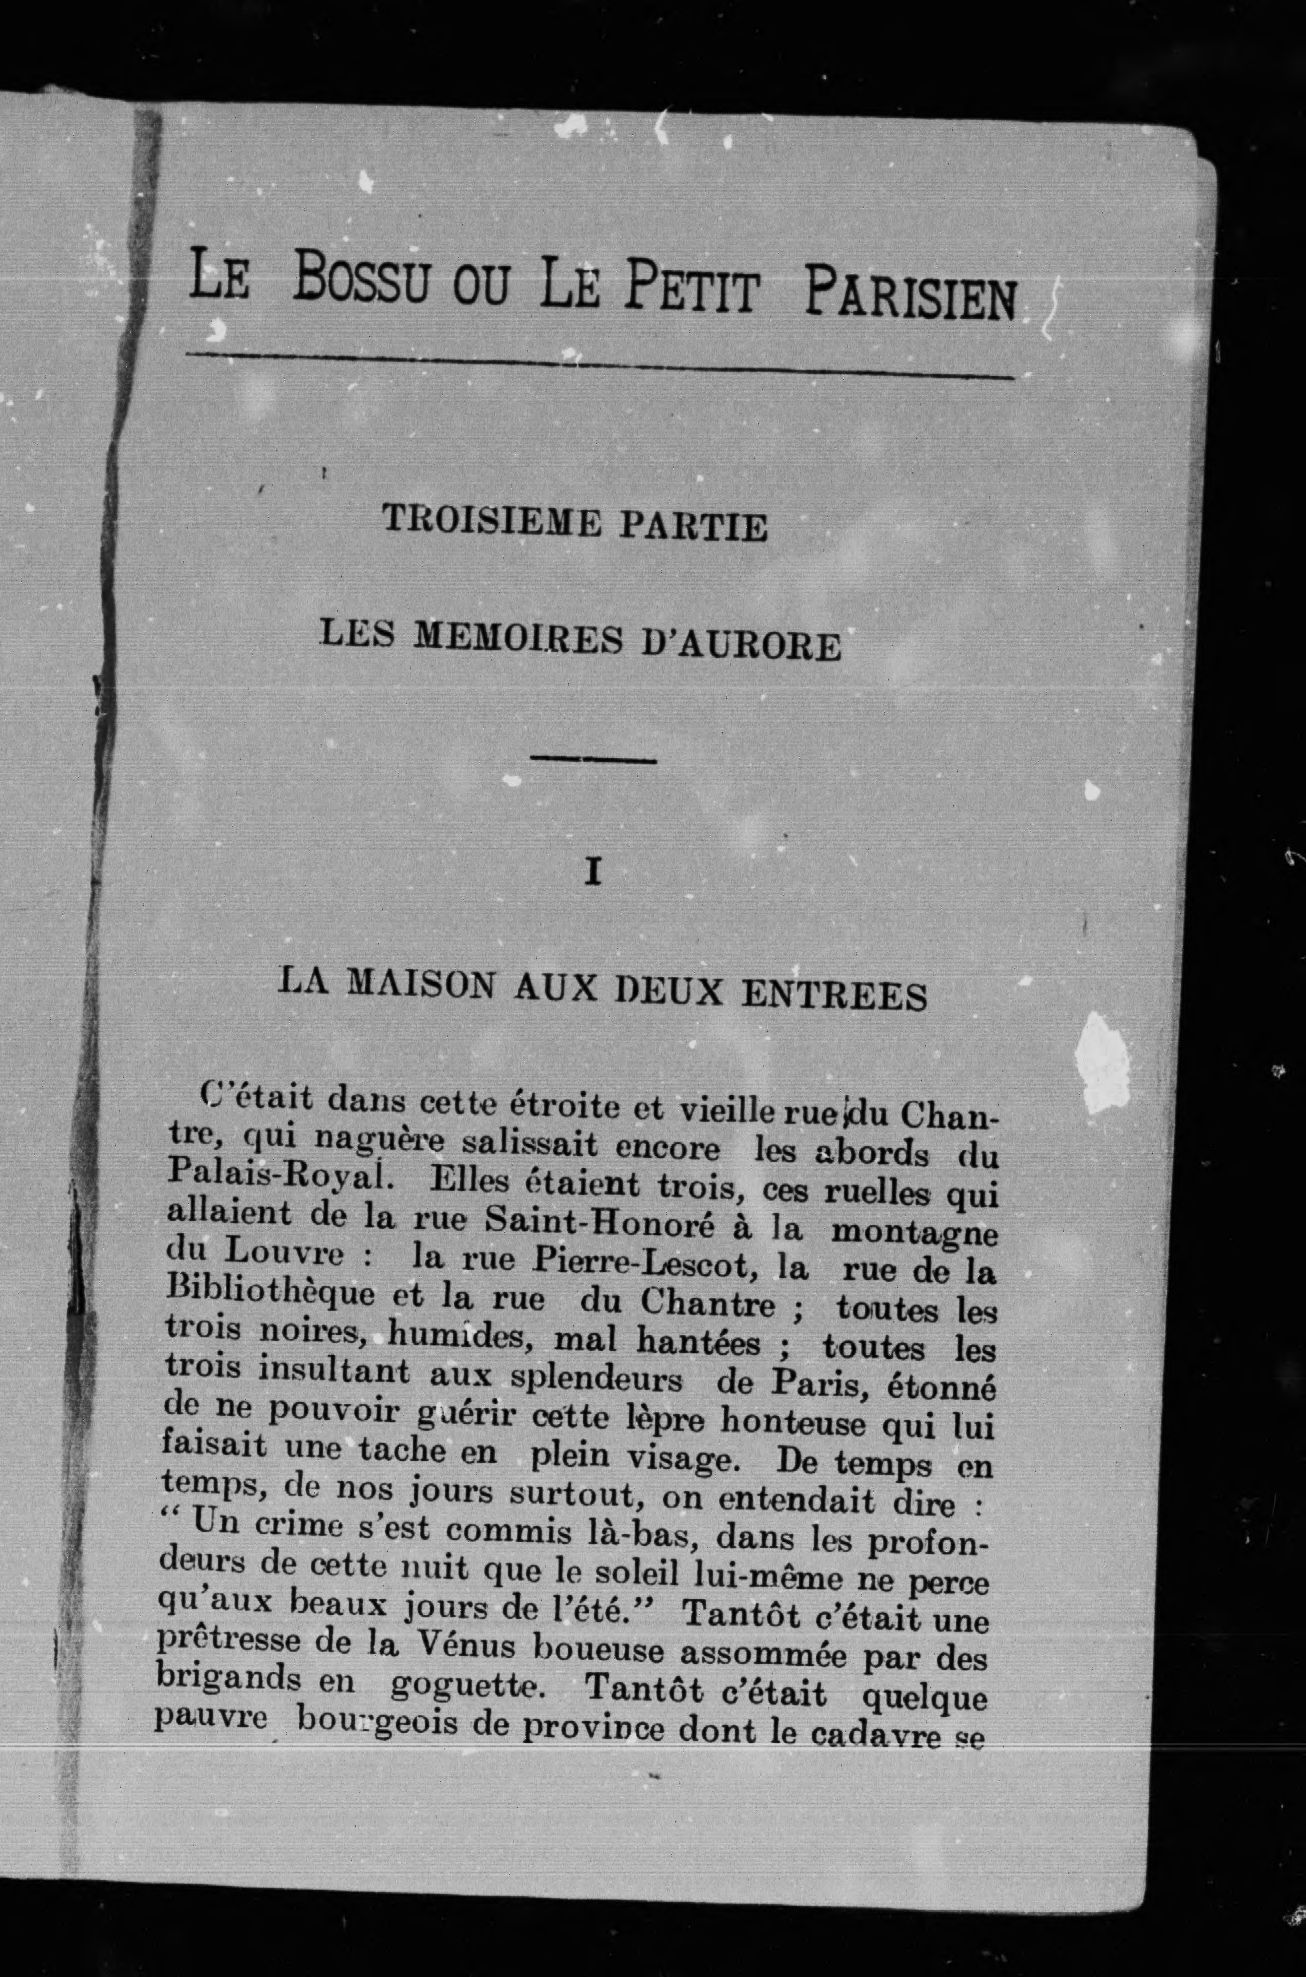 LE BOSSU OU LE PETIT PARISIEN
TROISIEME PARTIE
LES MEMOIRES D'AURORE
I
LA MAISON AUX DEUX ENTREES
C'était dans cette étroite et vieille rue du Chan-
tre, qui naguère salissait encore les abords du
Palais-Royal. Elles étaient trois, ces ruelles qui
allaient de la rue Saint-Honoré à la montagne
du Louvre : la rue Pierre-Lescot, la rue de la
Bibliothèque et la rue du Chantre ; toutes les
trois noires, humides, mal hantées ; toutes les
trois insultant aux splendeurs de Paris, étonné
de ne pouvoir guérir cette lèpre honteuse qui lui
faisait une tache en plein visage. De temps en
temps, de nos jours surtout, on entendait dire :
“ Un crime s'est commis là-bas, dans les profon-
deurs de cette nuit que le soleil lui-même ne perce
qu'aux beaux jours de l'été.” Tantôt c'était une
prêtresse de la Vénus boueuse assommée par des
brigands en goguette. Tantôt c'était quelque
pauvre bourgeois de province dont le cadavre se